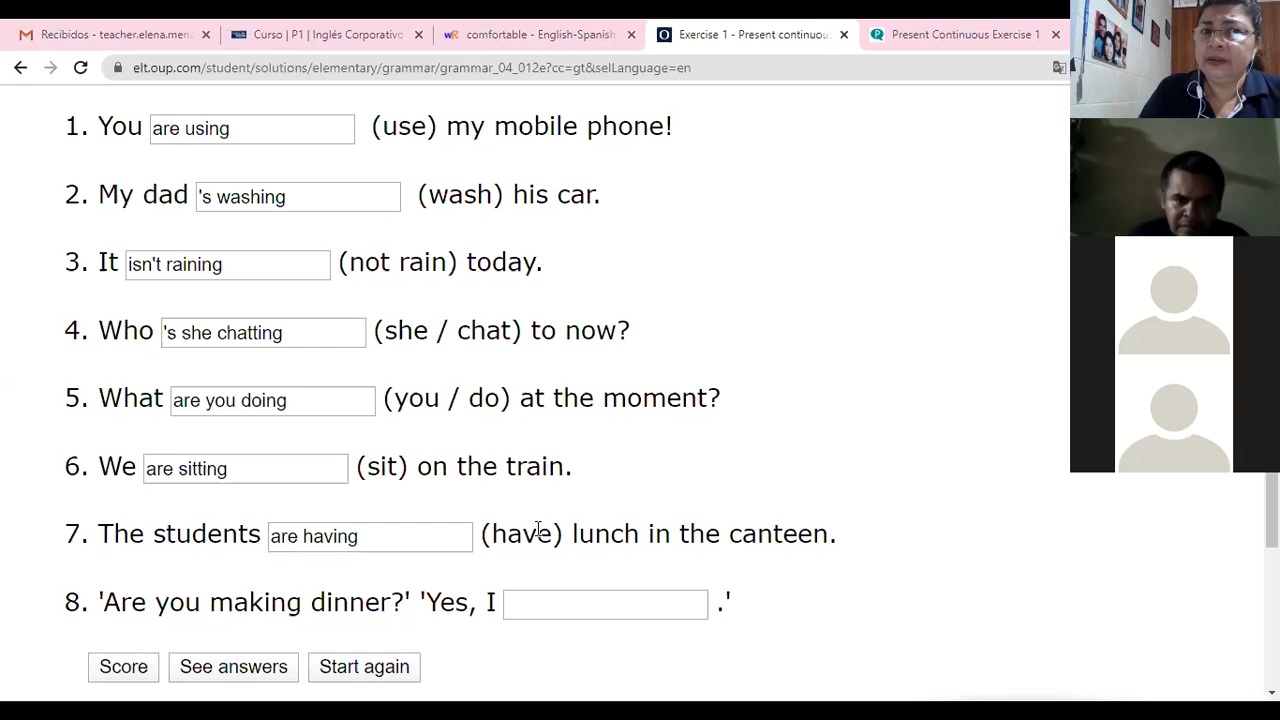 Recibidos - teacher.elena.men
Curso | P1 | Inglés Corporativo
WR comfortable - English-Spanish
O Exercise 1 - Present continuou
P Present Continuous Exercise 1
elt.oup.com/student/solutions/elementary/grammar/grammar_04_012e?cc=gt&selLanguage=en
1. You are using (use) my mobile phone!
2. My dad 's washing (wash) his car.
3. It isn't raining (not rain) today.
4. Who 's she chatting (she / chat) to now?
5. What are you doing (you / do) at the moment?
6. We are sitting (sit) on the train.
7. The students are having (have) lunch in the canteen.
8. 'Are you making dinner?' 'Yes, I .'
Score See answers Start again